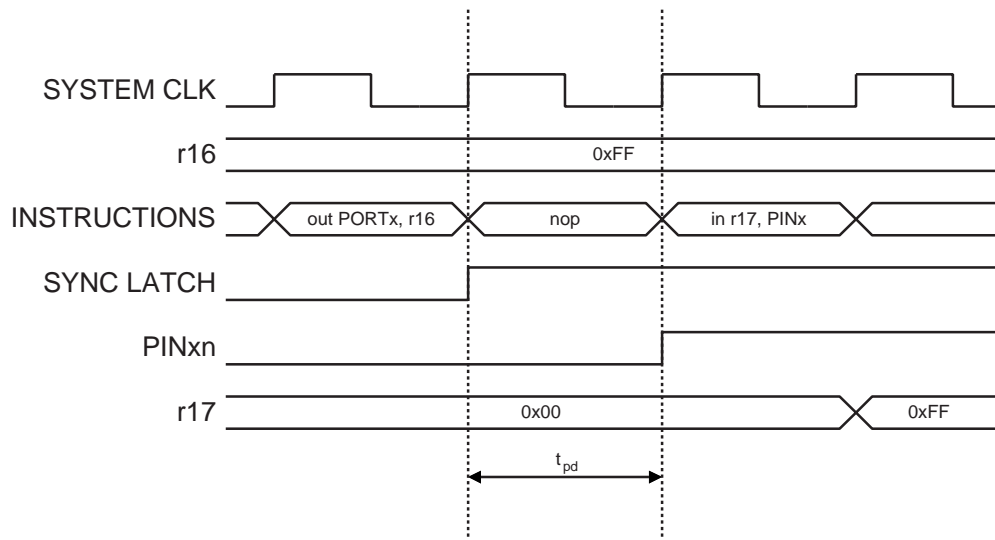 SYSTEM CLK
r16
0xFF
INSTRUCTIONS
out PORTx, r16
nop
in r17, PINx
SYNC LATCH
PINxn
r17
0x00
0xFF
tpd